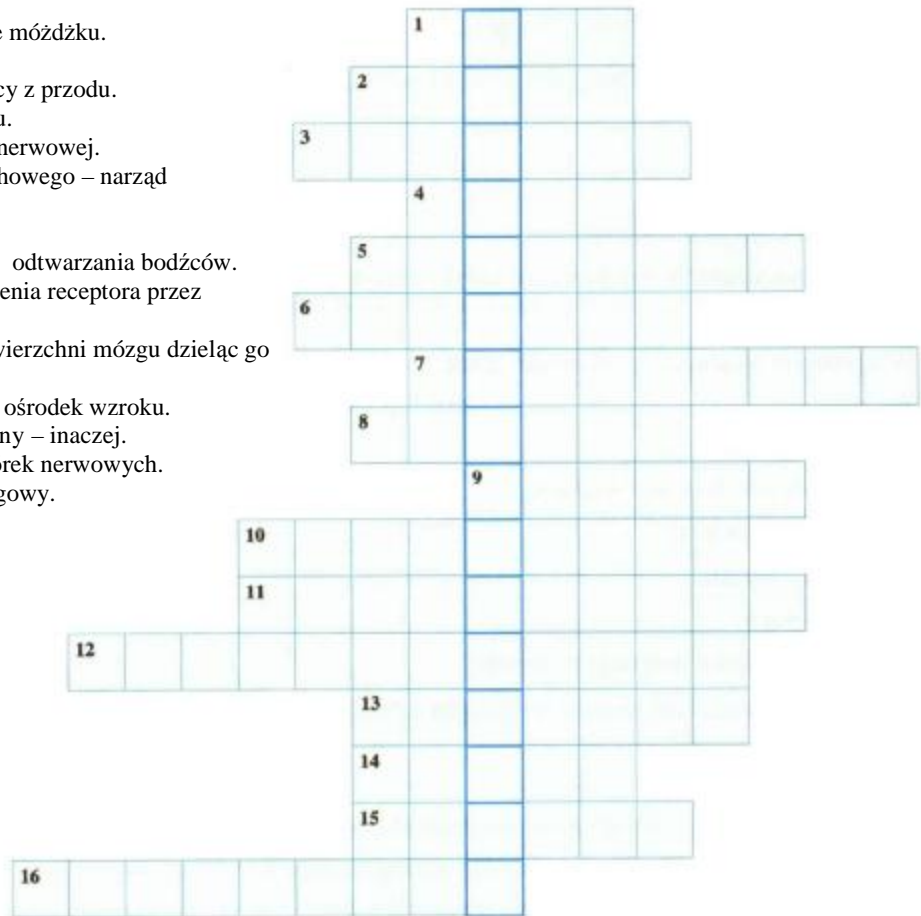 móżdżku.
cy z przodu.
u.
nerwowej.
howego – narząd
odtwarzania bodźców.
enia receptora przez
wierzchni mózgu dzieląc go
ośrodek wzroku.
ny – inaczej.
órek nerwowych.
gowy.
1
2
3
4
5
6
7
8
9
10
11
12
13
14
15
16